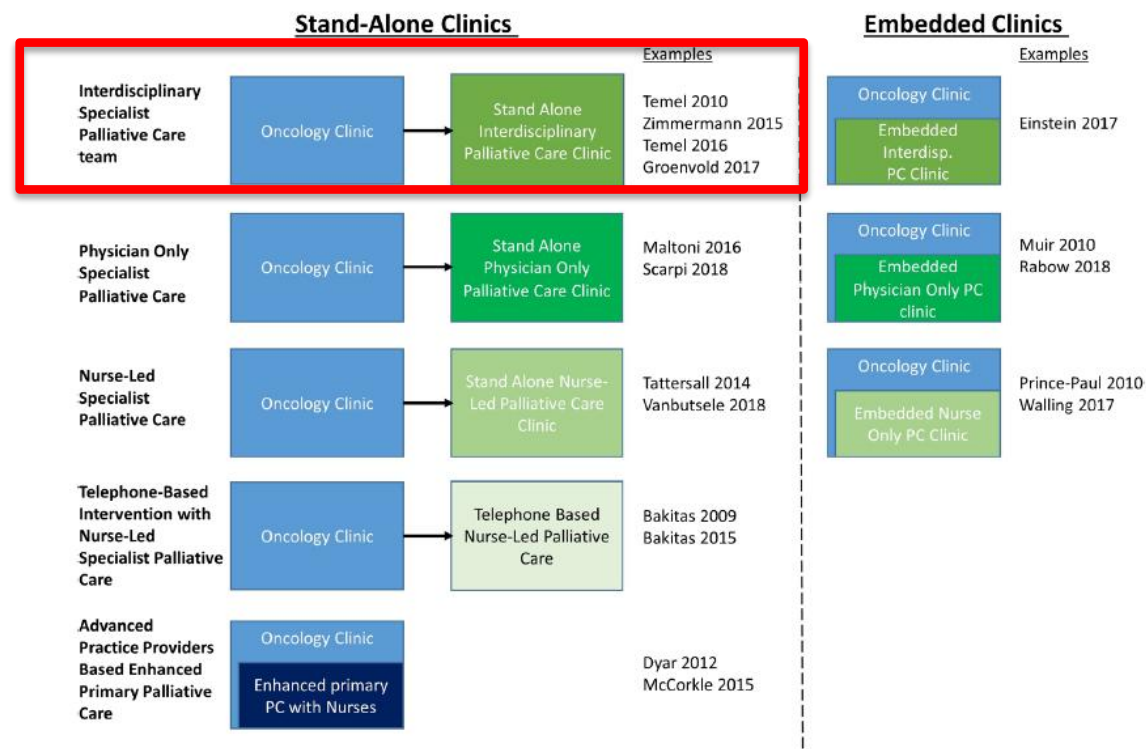 Stand-Alone Clinics
Embedded Clinics
Examples
Examples
Interdisciplinary
Specialist
Palliative Care
team
Oncology Clinic
Stand Alone
Interdisciplinary
Palliative Care Clinic
Temel 2010
Zimmermann 2015
Temel 2016
Groenvold 2017
Oncology Clinic
Embedded
Interdisp.
PC Clinic
Einstein 2017
Physician Only
Specialist
Palliative Care
Oncology Clinic
Stand Alone
Physician Only
Palliative Care Clinic
Maltoni 2016
Scarpi 2018
Oncology Clinic
Embedded
Physician Only PC
clinic
Muir 2010
Rabow 2018
Nurse-Led
Specialist
Palliative Care
Oncology Clinic
Stand Alone Nurse-
Led Palliative Care
Clinic
Tattersall 2014
Vanbutsele 2018
Oncology Clinic
Embedded Nurse
Only PC Clinic
Prince-Paul 2010
Walling 2017
Telephone-Based
Intervention with
Nurse-Led
Specialist Palliative
Care
Oncology Clinic
Telephone Based
Nurse-Led Palliative
Care
Bakitas 2009
Bakitas 2015
Advanced
Practice Providers
Based Enhanced
Primary Palliative
Care
Oncology Clinic
Enhanced primary
PC with Nurses
Dyar 2012
McCorkle 2015